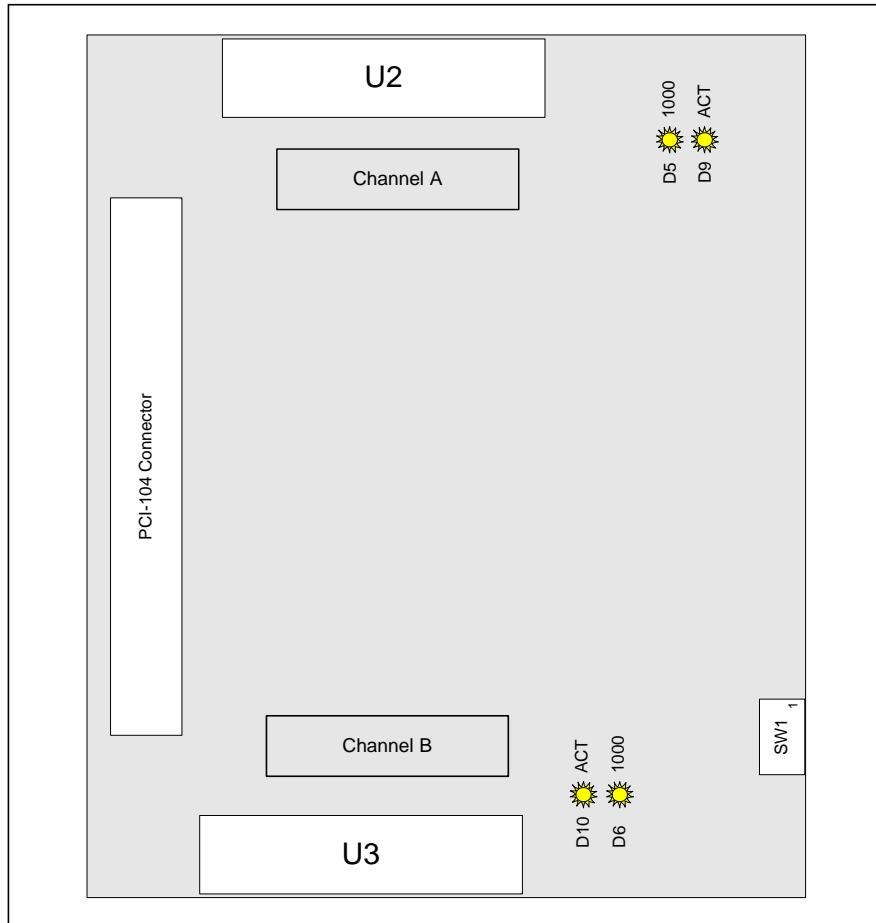 U2
1000
ACT
D5
D9
Channel A
PCI-104 Connector
SW1
1
Channel B
ACT
1000
D10
D6
U3